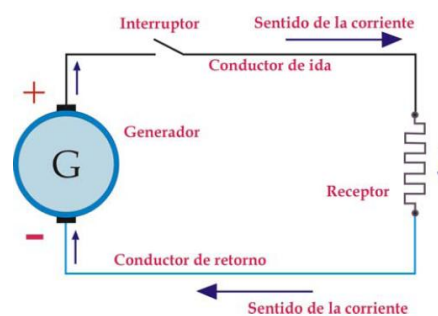 Interruptor
Sentido de la corriente
Conductor de ida
+
Generador
G
Receptor
-
Conductor de retorno
Sentido de la corriente